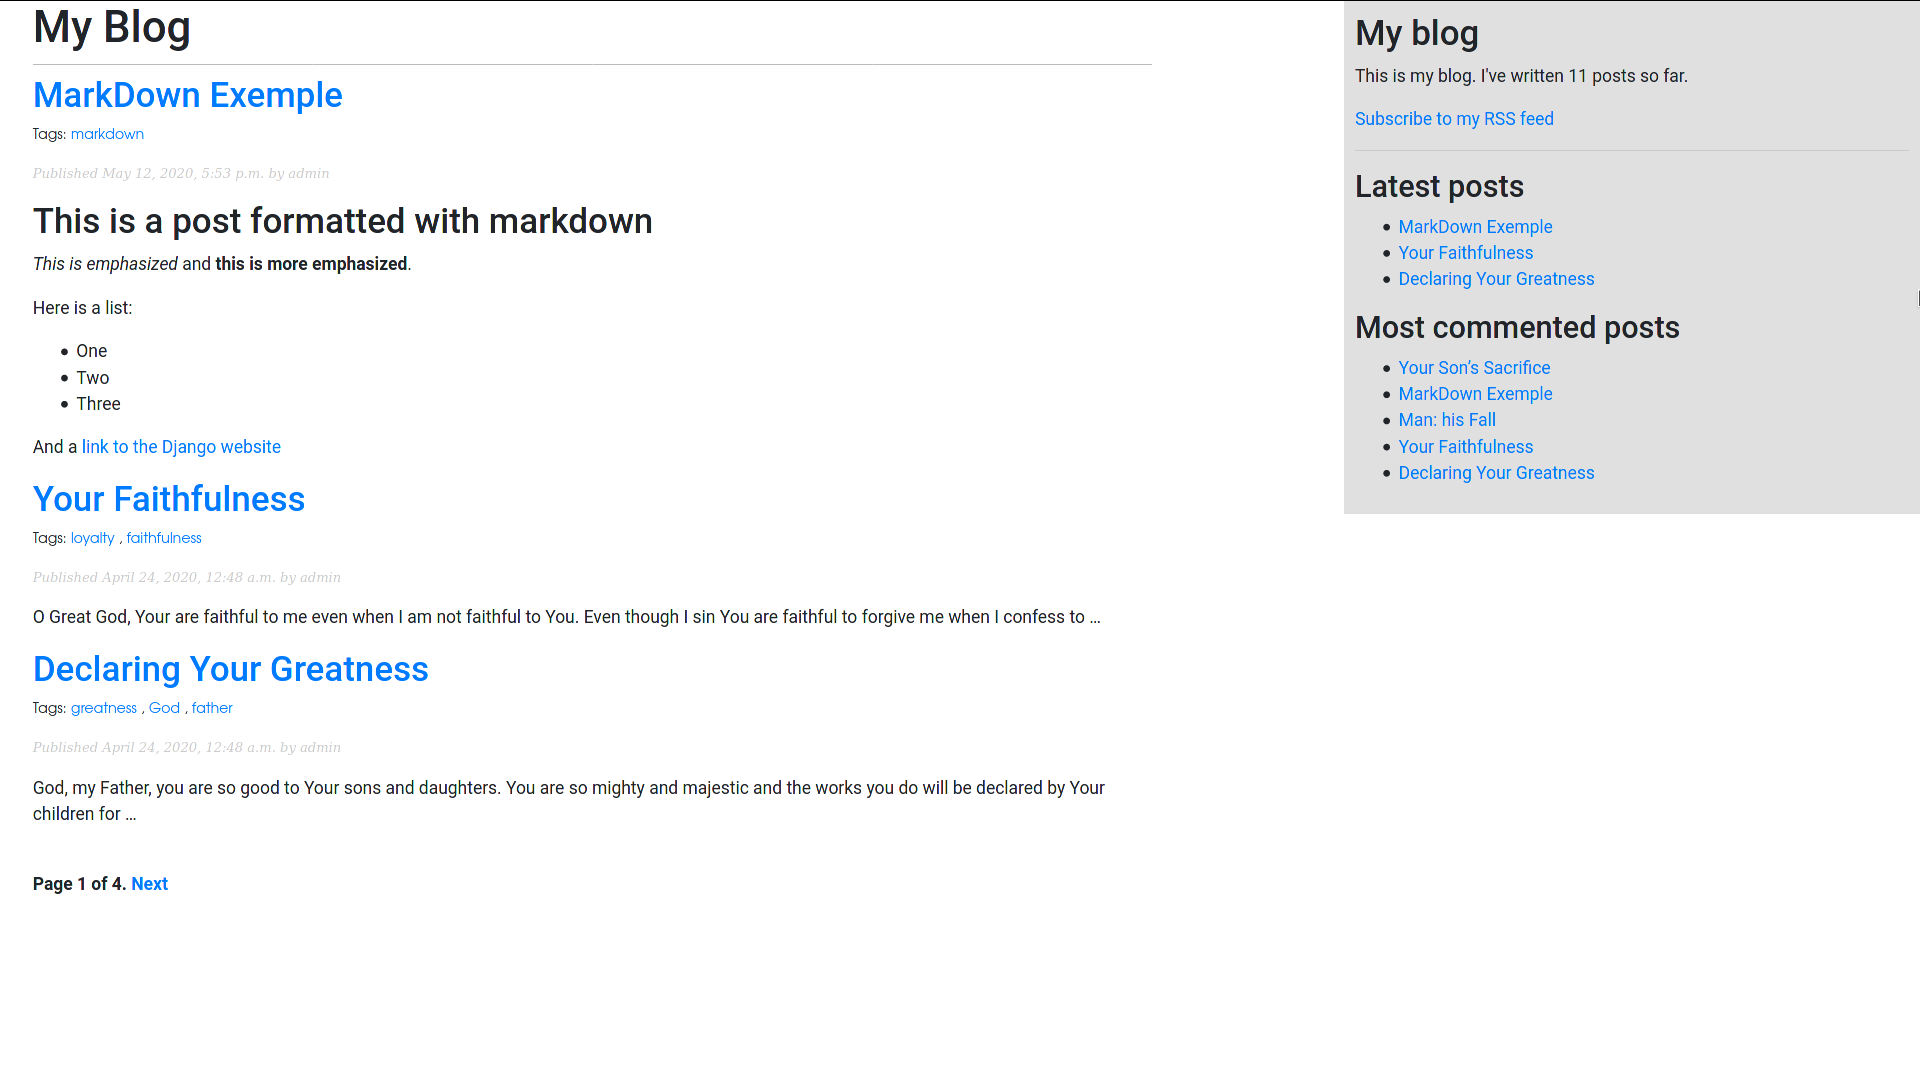 My Blog
MarkDown Exemple
Tags: markdown
Published May 12, 2020, 5:53 p.m. by admin
This is a post formatted with markdown
This is emphasized and this is more emphasized.
Here is a list:
One
Two
Three
And a link to the Django website
Your Faithfulness
Tags: loyalty , faithfulness
Published April 24, 2020, 12:48 a.m. by admin
O Great God, Your are faithful to me even when I am not faithful to You. Even though I sin You are faithful to forgive me when I confess to …
Declaring Your Greatness
Tags: greatness , God , father
Published April 24, 2020, 12:48 a.m. by admin
God, my Father, you are so good to Your sons and daughters. You are so mighty and majestic and the works you do will be declared by Your
children for …
Page 1 of 4. Next
My blog
This is my blog. I've written 11 posts so far.
Subscribe to my RSS feed
Latest posts
MarkDown Exemple
Your Faithfulness
Declaring Your Greatness
Most commented posts
Your Son’s Sacrifice
MarkDown Exemple
Man: his Fall
Your Faithfulness
Declaring Your Greatness